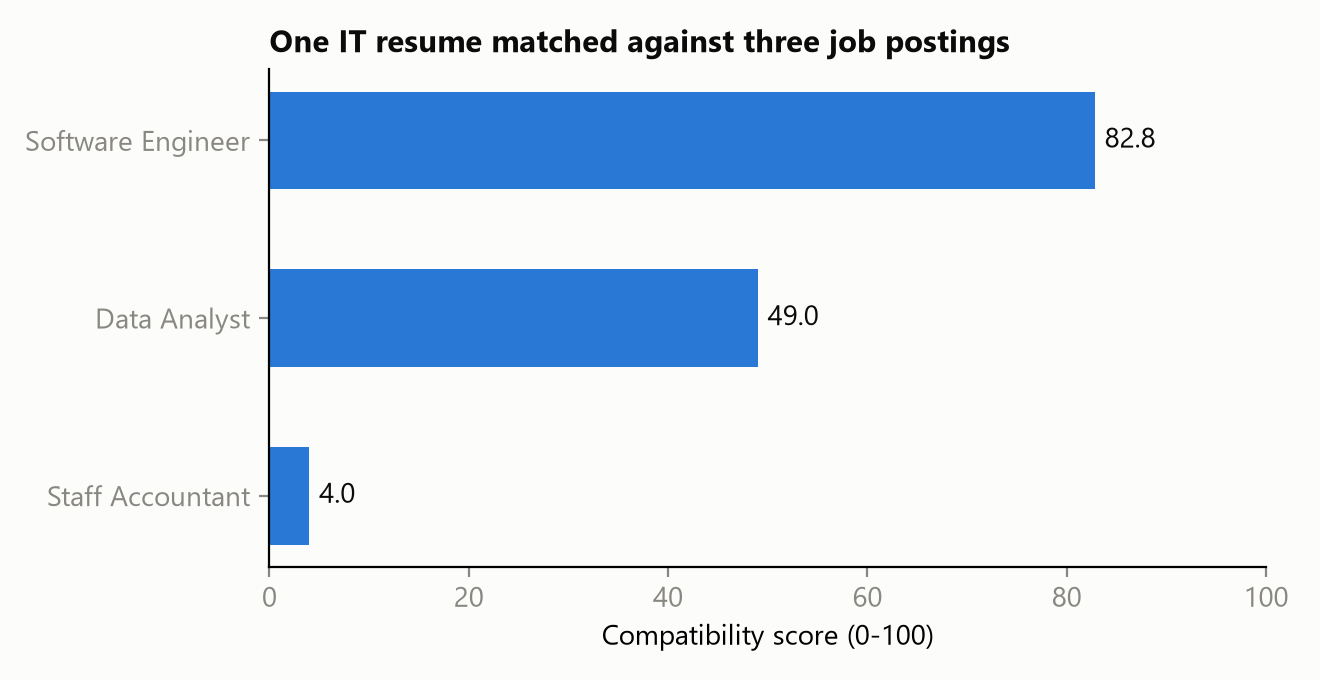 One IT resume matched against three job postings
Software Engineer
82.8
Data Analyst
49.0
Staff Accountant
4.0
0 20 40 60 80 100
Compatibility score (0-100)